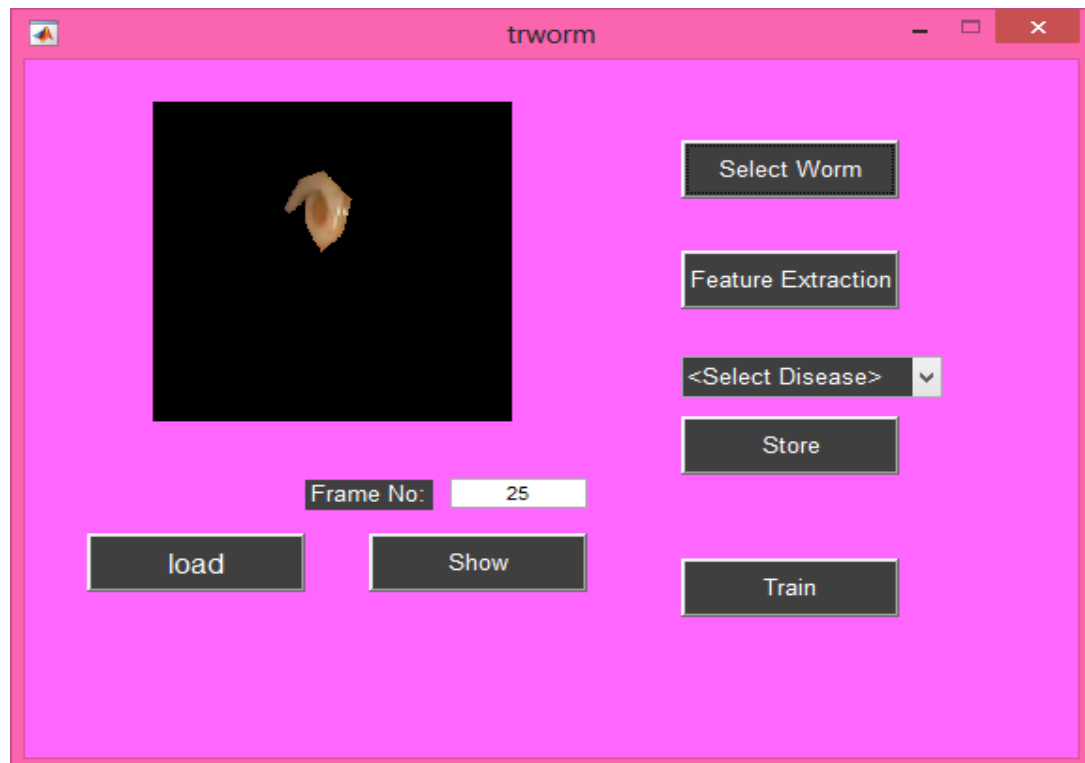 trworm
Select Worm
Feature Extraction
<Select Disease>
Store
Frame No: 25
load
Show
Train